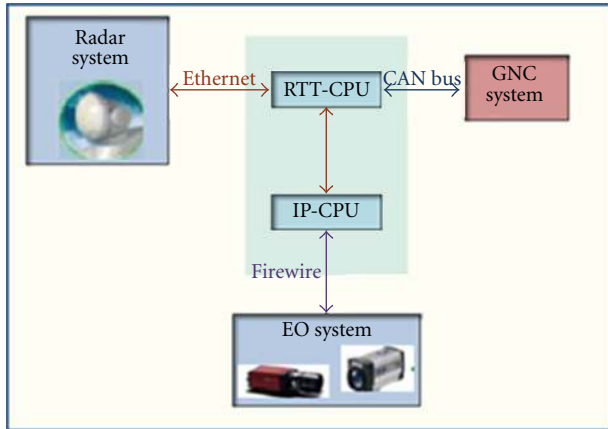 Radar
system
Ethernet
RTT-CPU
CAN bus
GNC
system
IP-CPU
Firewire
EO system